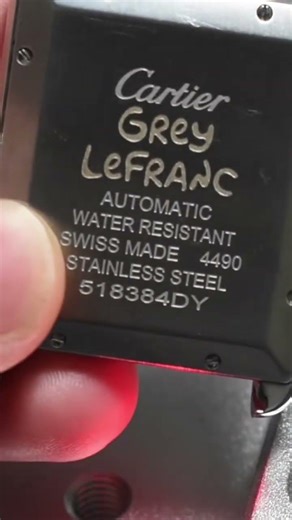 Cartier
GREY
LeFRANC
AUTOMATIC
WATER RESISTANT
SWISS MADE 4490
STAINLESS STEEL
518384DY